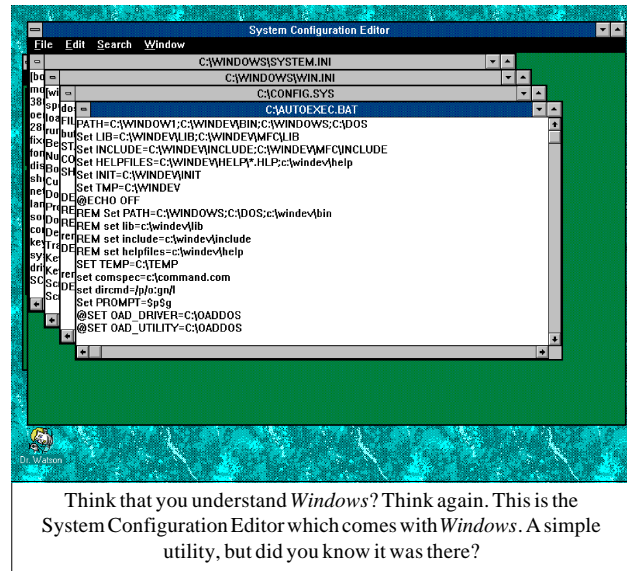 System Configuration Editor
File Edit Search Window
C:\WINDOWS\SYSTEM.INI
C:\WINDOWS\WIN.INI
C:\CONFIG.SYS
C:\AUTOEXEC.BAT
PATH=C:\WINDOW1;C:\WINDEV\BIN;C:\WINDOWS;C:\DOS
Set LIB=C:\WINDEV\LIB;C:\WINDEV\MFC\LIB
Set INCLUDE=C:\WINDEV\INCLUDE;C:\WINDEV\MFC\INCLUDE
Set HELPFILES=C:\WINDEV\HELP\*.HLP;c:\windev\help
Set INIT=C:\WINDEV\INIT
Set TMP=C:\WINDEV
@ECHO OFF
REM Set PATH=C:\WINDOWS;C:\DOS;c:\windev\bin
REM set lib=c:\windev\lib
REM set include=c:\windev\include
REM set helpfiles=c:\windev\help
SET TEMP=C:\TEMP
set comspec=c:\command.com
set dircmd=/p/o:gn/l
Set PROMPT=$p$g
@SET OAD_DRIVER=C:\OADDOS
@SET OAD_UTILITY=C:\OADDOS
Dr. Watson
Think that you understand Windows? Think again. This is the
System Configuration Editor which comes with Windows. A simple
utility, but did you know it was there?